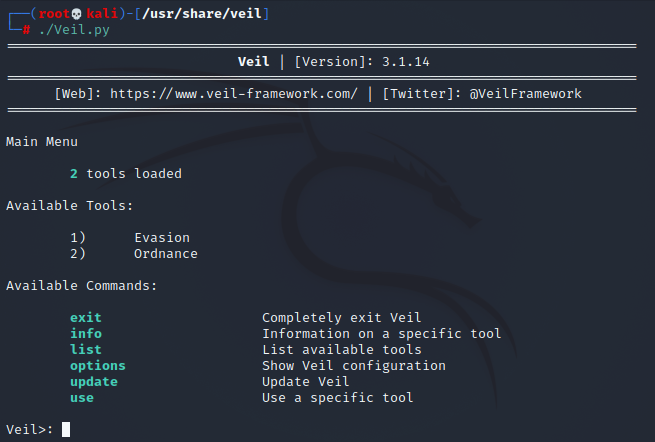 (root💀kali)-[/usr/share/veil]
# ./Veil.py
Veil | [Version]: 3.1.14
[Web]: https://www.veil-framework.com/ | [Twitter]: @VeilFramework
Main Menu
2 tools loaded
Available Tools:
1) Evasion
2) Ordnance
Available Commands:
exit Completely exit Veil
info Information on a specific tool
list List available tools
options Show Veil configuration
update Update Veil
use Use a specific tool
Veil>: